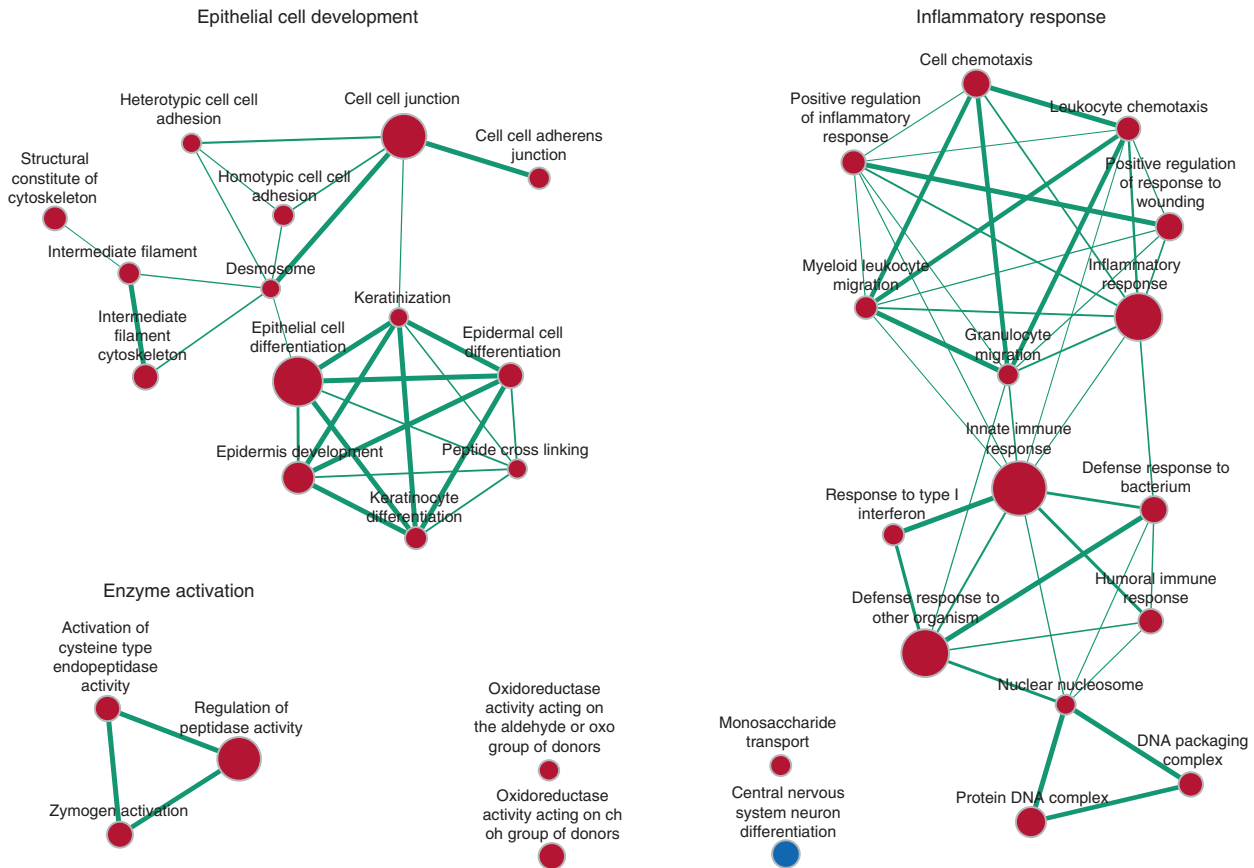 Epithelial cell development
Heterotypic cell cell
adhesion
Cell cell junction
Cell cell adherens
junction
Structural
constitute of
cytoskeleton
Homotypic cell cell
adhesion
Intermediate filament
Desmosome
Intermediate
filament
cytoskeleton
Keratinization
Epithelial cell
differentiation
Epidermal cell
differentiation
Epidermis development
Peptide cross linking
Keratinocyte
differentiation
Inflammatory response
Cell chemotaxis
Positive regulation
of inflammatory
response
Leukocyte chemotaxis
Positive regulation
of response to
wounding
Myeloid leukocyte
migration
Inflammatory
response
Granulocyte
migration
Innate immune
response
Defense response to
bacterium
Response to type I
interferon
Humoral immune
response
Defense response to
other organism
Nuclear nucleosome
DNA packaging
complex
Protein DNA complex
Enzyme activation
Activation of
cysteine type
endopeptidase
activity
Regulation of
peptidase activity
Zymogen activation
Oxidoreductase
activity acting on
the aldehyde or oxo
group of donors
Oxidoreductase
activity acting on ch
oh group of donors
Monosaccharide
transport
Central nervous
system neuron
differentiation